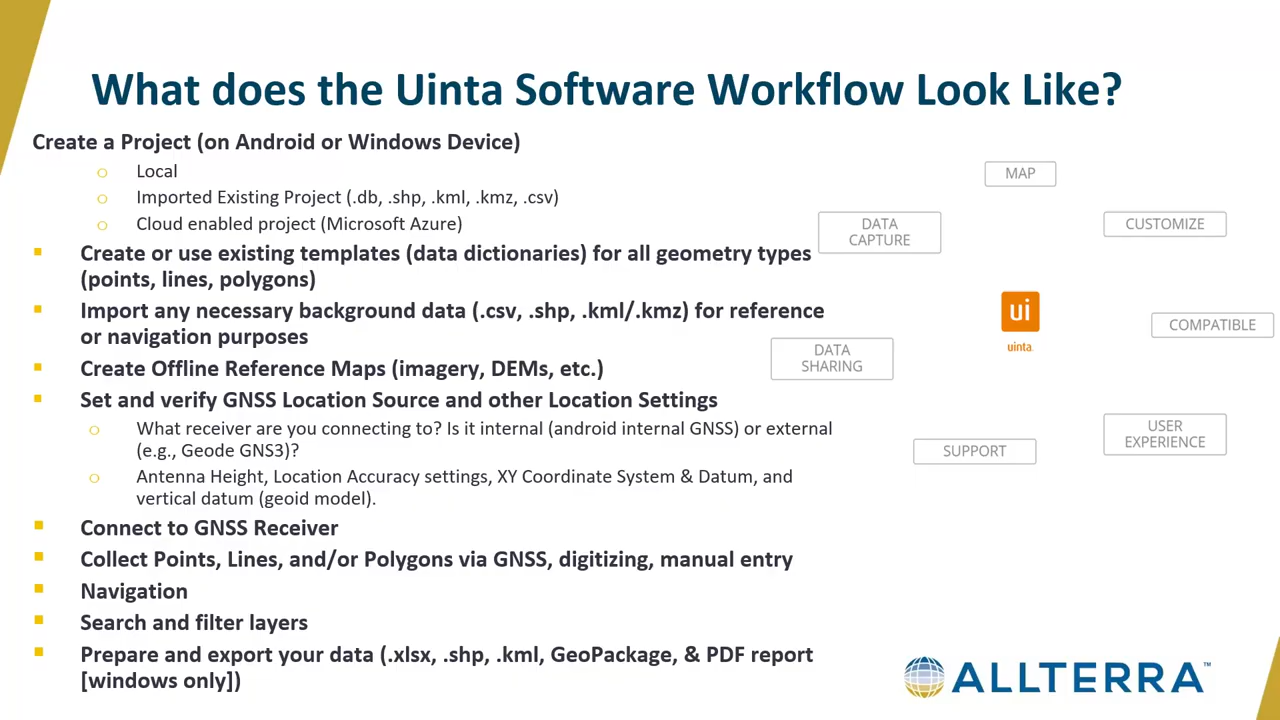 What does the Uinta Software Workflow Look Like?
Create a Project (on Android or Windows Device)
o Local
o Imported Existing Project (.db, .shp, .kml, .kmz, .csv)
o Cloud enabled project (Microsoft Azure)
▪ Create or use existing templates (data dictionaries) for all geometry types
(points, lines, polygons)
▪ Import any necessary background data (.csv, .shp, .kml/.kmz) for reference
or navigation purposes
▪ Create Offline Reference Maps (imagery, DEMs, etc.)
▪ Set and verify GNSS Location Source and other Location Settings
o What receiver are you connecting to? Is it internal (android internal GNSS) or external
(e.g., Geode GNS3)?
o Antenna Height, Location Accuracy settings, XY Coordinate System & Datum, and
vertical datum (geoid model).
▪ Connect to GNSS Receiver
▪ Collect Points, Lines, and/or Polygons via GNSS, digitizing, manual entry
▪ Navigation
▪ Search and filter layers
▪ Prepare and export your data (.xlsx, .shp, .kml, GeoPackage, & PDF report
[windows only])
MAP
DATA
CAPTURE
CUSTOMIZE
ui
uinta.
COMPATIBLE
DATA
SHARING
USER
EXPERIENCE
SUPPORT
ALLTERRA™